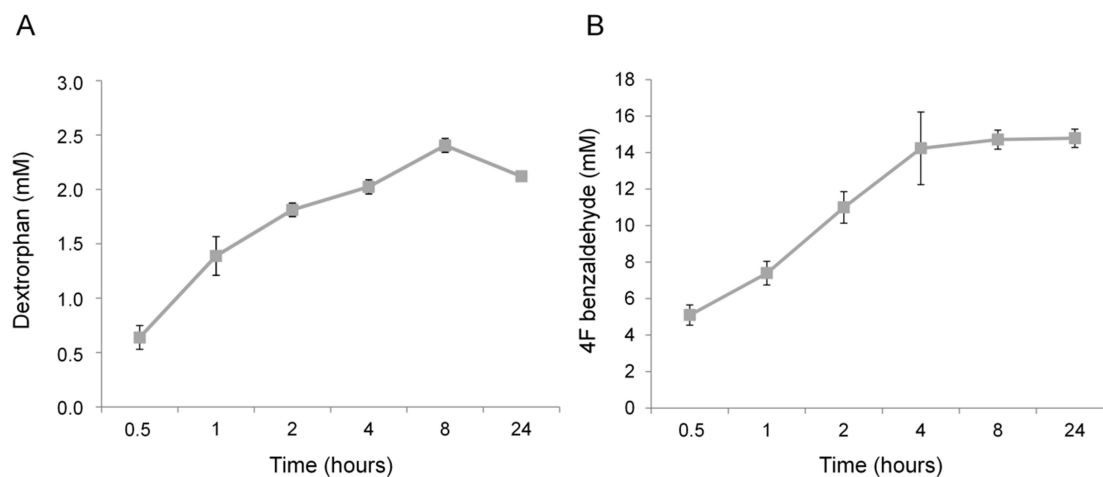 A
B
Dextrorphan (mM)
3.0
2.5
2.0
1.5
1.0
0.5
0.0
0.5 1 2 4 8 24
Time (hours)
4F benzaldehyde (mM)
18
16
14
12
10
8
6
4
2
0
0.5 1 2 4 8 24
Time (hours)